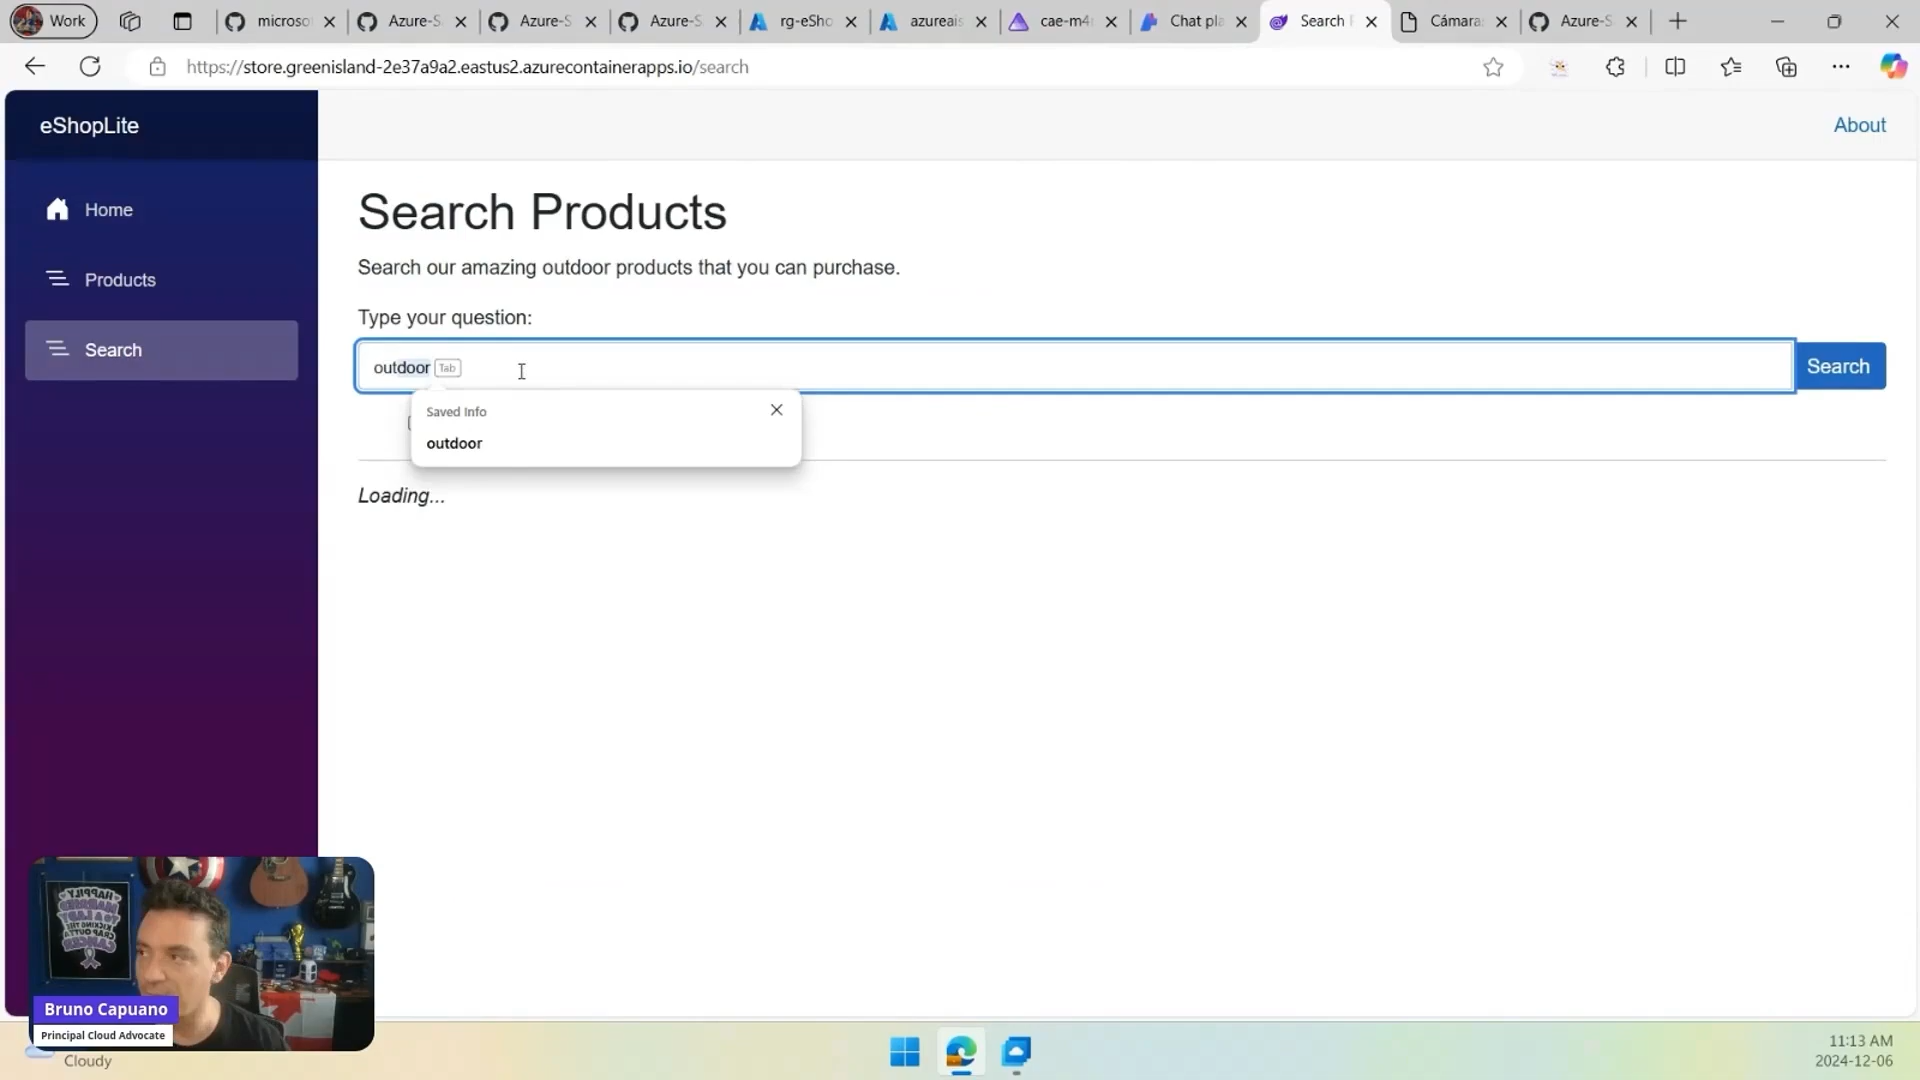 Work
microso
Azure-S
Azure-S
Azure-S
rg-eSho
azureais
cae-m4
Chat pla
Search
Cámara
Azure-S
https://store.greenisland-2e37a9a2.eastus2.azurecontainerapps.io/search
eShopLite
About
Home
Products
Search
Search Products
Search our amazing outdoor products that you can purchase.
Type your question:
outdoor Tab
Search
Saved Info
outdoor
Loading...
Bruno Capuano
Principal Cloud Advocate
Cloudy
11:13 AM
2024-12-06